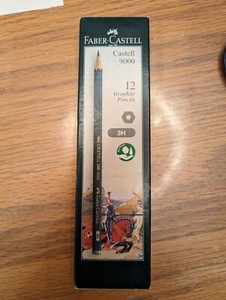 FABER-CASTELL
Castell
9000
12
Graphite
Pencils
3H